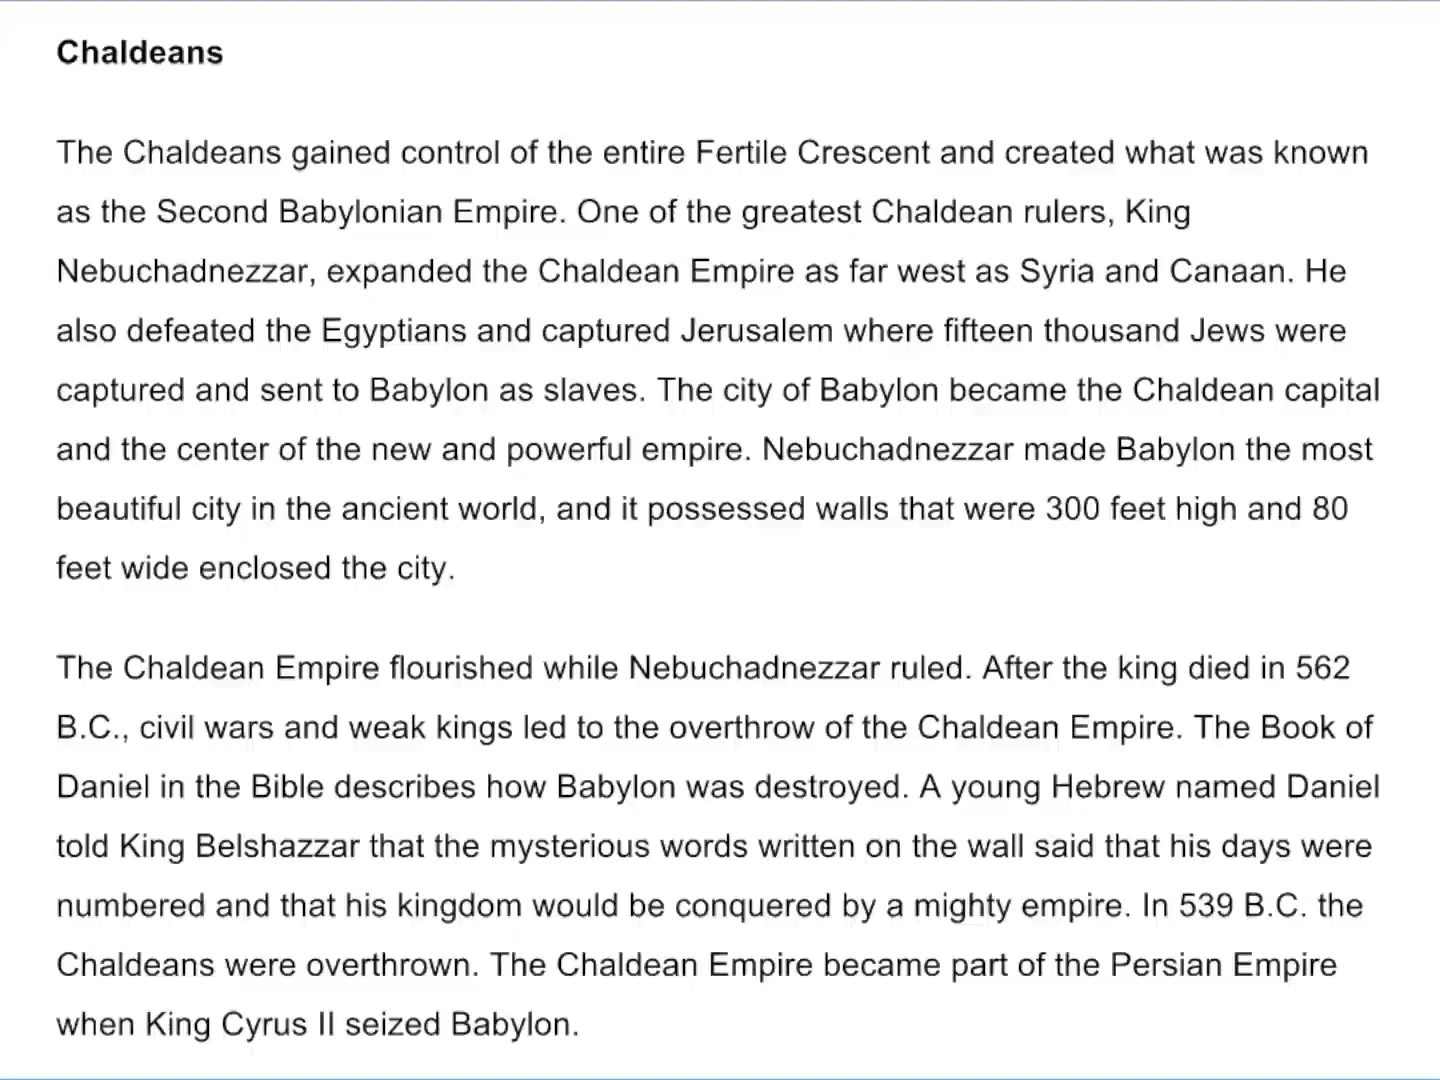 Chaldeans
The Chaldeans gained control of the entire Fertile Crescent and created what was known
as the Second Babylonian Empire. One of the greatest Chaldean rulers, King
Nebuchadnezzar, expanded the Chaldean Empire as far west as Syria and Canaan. He
also defeated the Egyptians and captured Jerusalem where fifteen thousand Jews were
captured and sent to Babylon as slaves. The city of Babylon became the Chaldean capital
and the center of the new and powerful empire. Nebuchadnezzar made Babylon the most
beautiful city in the ancient world, and it possessed walls that were 300 feet high and 80
feet wide enclosed the city.
The Chaldean Empire flourished while Nebuchadnezzar ruled. After the king died in 562
B.C., civil wars and weak kings led to the overthrow of the Chaldean Empire. The Book of
Daniel in the Bible describes how Babylon was destroyed. A young Hebrew named Daniel
told King Belshazzar that the mysterious words written on the wall said that his days were
numbered and that his kingdom would be conquered by a mighty empire. In 539 B.C. the
Chaldeans were overthrown. The Chaldean Empire became part of the Persian Empire
when King Cyrus II seized Babylon.